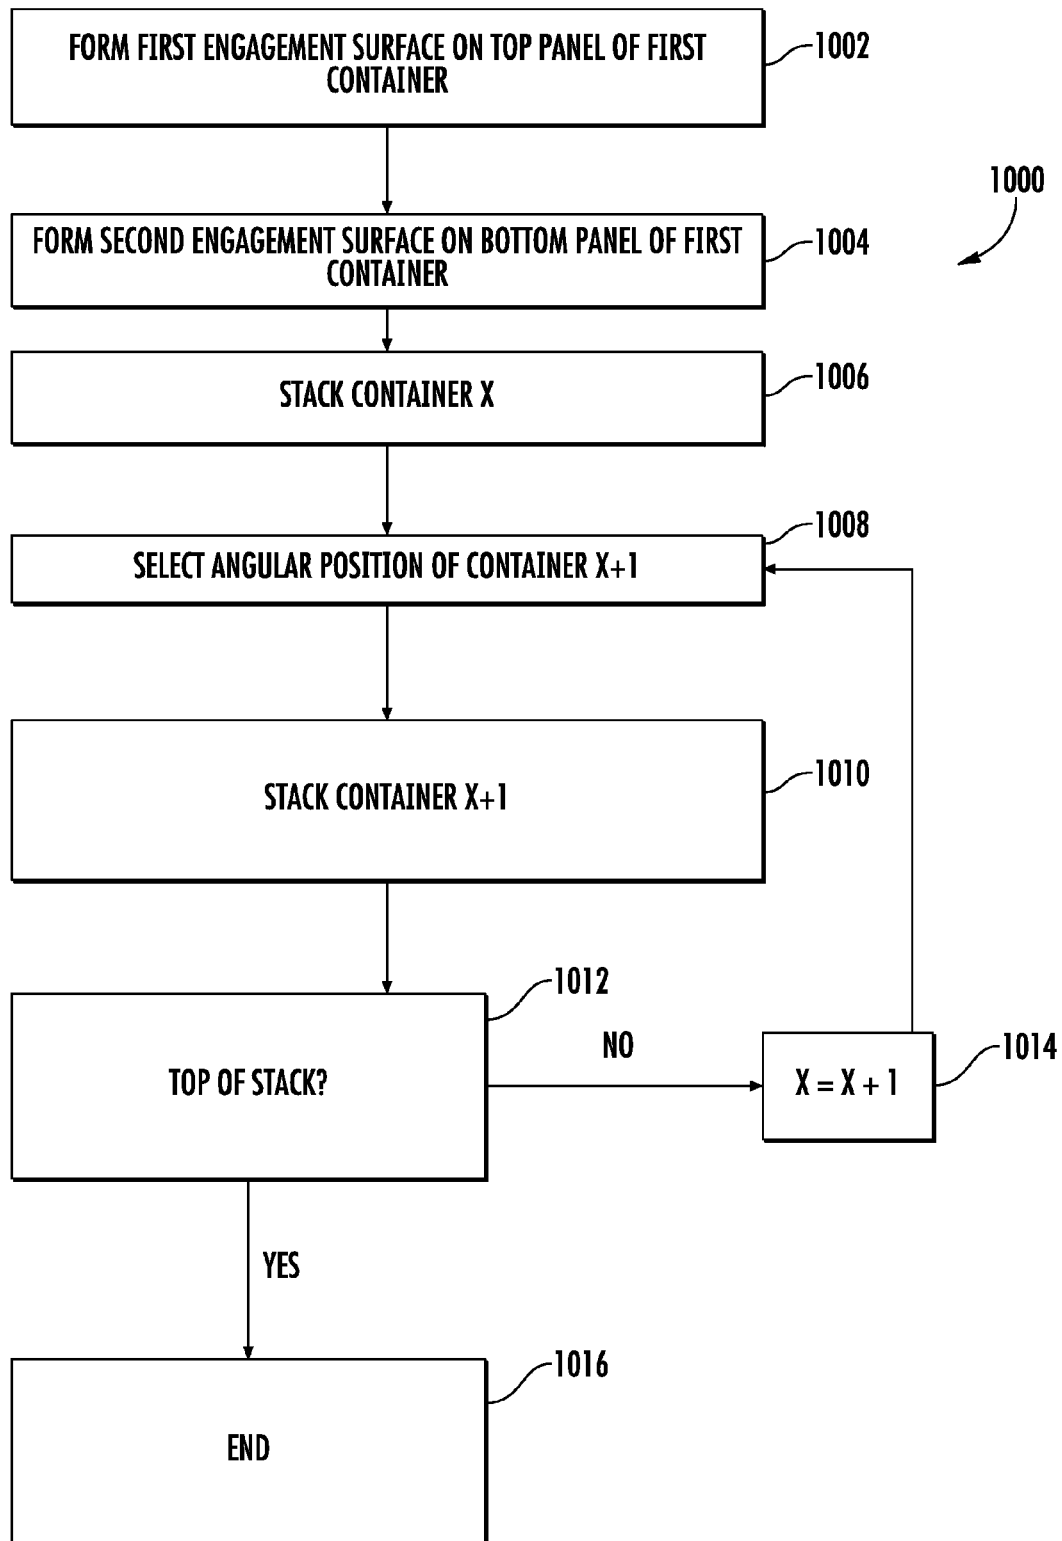 FORM FIRST ENGAGEMENT SURFACE ON TOP PANEL OF FIRST
CONTAINER
1002
1000
FORM SECOND ENGAGEMENT SURFACE ON BOTTOM PANEL OF FIRST
CONTAINER
1004
STACK CONTAINER X
1006
SELECT ANGULAR POSITION OF CONTAINER X+1
1008
STACK CONTAINER X+1
1010
TOP OF STACK?
1012
NO
X = X + 1
1014
YES
END
1016